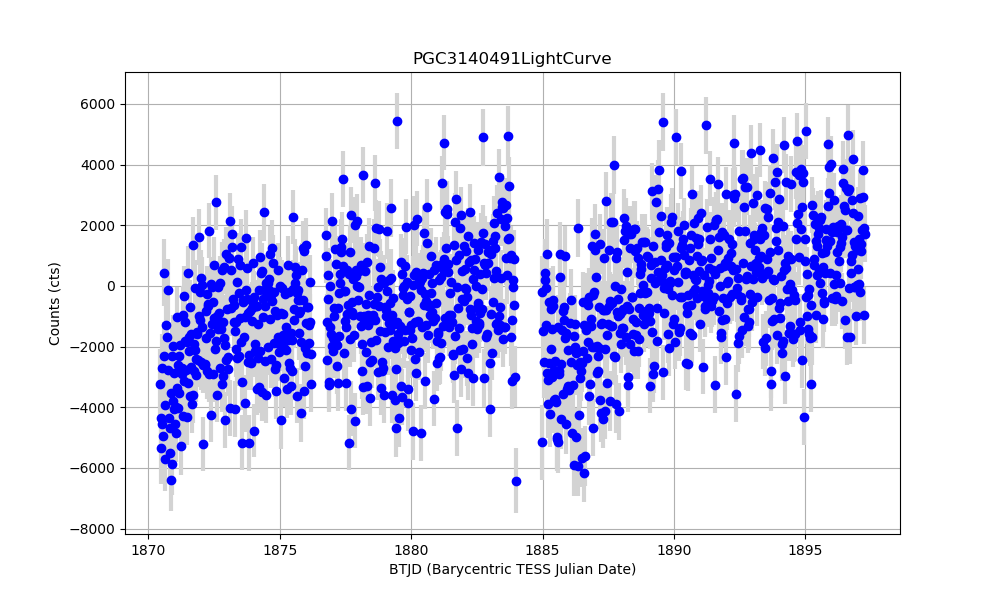 PGC3140491LightCurve
6000
4000
2000
0
−2000
−4000
−6000
−8000
Counts (cts)
1870 1875 1880 1885 1890 1895
BTJD (Barycentric TESS Julian Date)